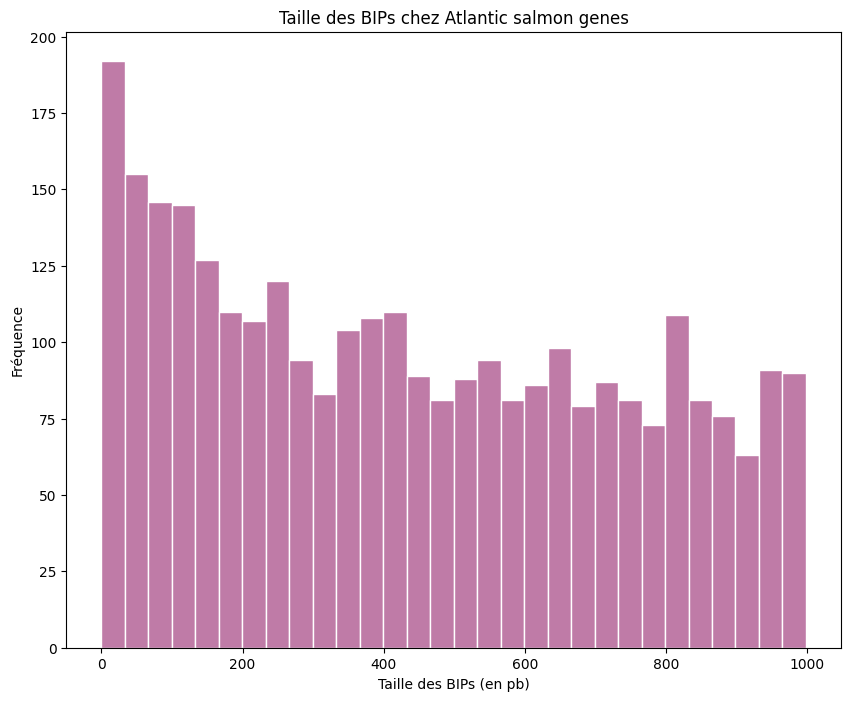 Taille des BIPs chez Atlantic salmon genes
200
175
150
125
100
75
50
25
0
Fréquence
0 200 400 600 800 1000
Taille des BIPs (en pb)